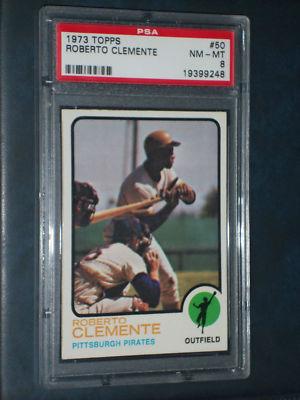 PSA
1973 TOPPS #50
ROBERTO CLEMENTE NM-MT
8
19399248
ROBERTO
CLEMENTE
PITTSBURGH PIRATES
OUTFIELD